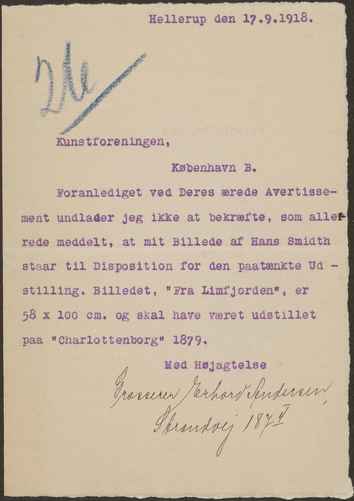 Hellerup den 17.9.1918.
Kunstforeningen,
København B.
Foranlediget ved Deres ærede Avertisse-
ment undlader jeg ikke at bekræfte, som aller-
rede meddelt, at mit Billede af Hans Smidth
staar til Disposition for den paatænkte Ud -
stilling. Billedet, "Fra Limfjorden", er
58 x 100 cm. og skal have været udstillet
paa "Charlottenborg" 1879.
Med Højagtelse
Grosserer Erhard Andersen,
Strandvej 187